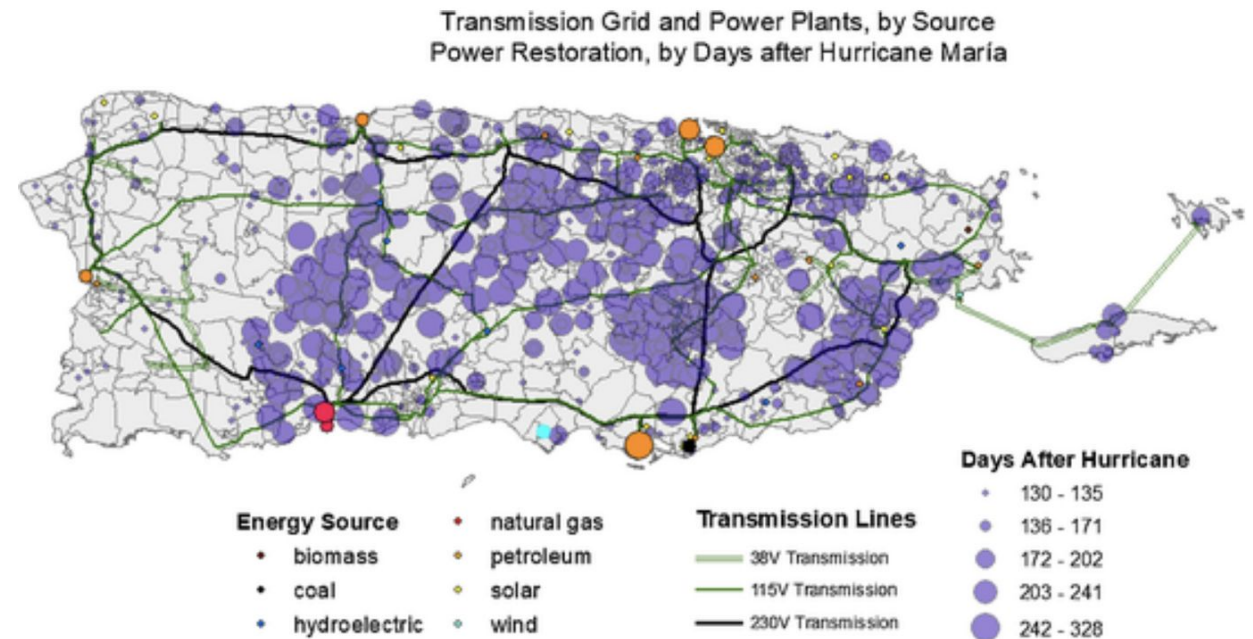 Transmission Grid and Power Plants, by Source
Power Restoration, by Days after Hurricane María
Energy Source
biomass
coal
hydroelectric
natural gas
petroleum
solar
wind
Transmission Lines
38V Transmission
115V Transmission
230V Transmission
Days After Hurricane
130 - 135
136 - 171
172 - 202
203 - 241
242 - 328